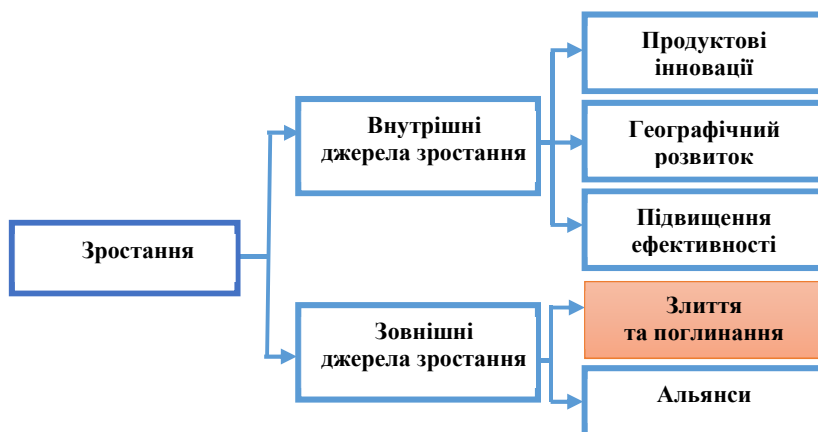 Зростання
Внутрішні
джерела зростання
Продуктові
інновації
Географічний
розвиток
Підвищення
ефективності
Зовнішні
джерела зростання
Злиття
та поглинання
Альянси